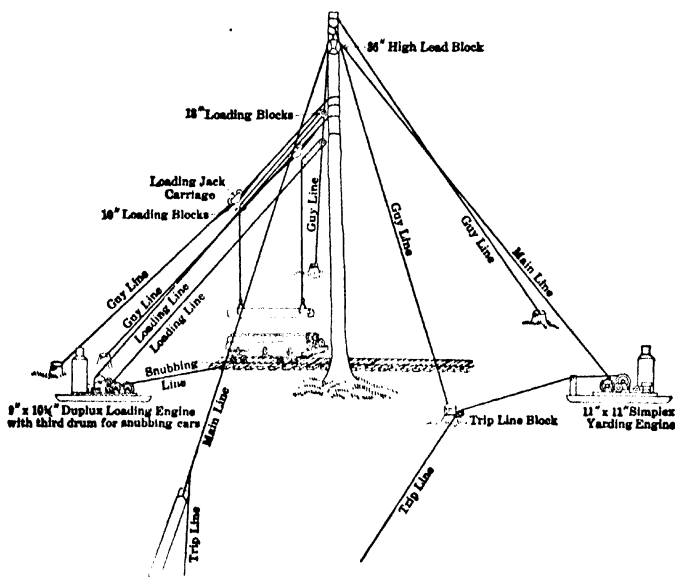 36" High Lead Block
18" Loading Blocks
Loading Jack
Carriage
10" Loading Blocks
Guy Line
Guy Line
Guy Line
Main Line
Guy Line
Guy Line
Loading Line
Loading Line
Snubbing
Line
Main Line
9" x 10¼" Duplux Loading Engine
with third drum for snubbing cars
Trip Line Block
11" x 11" Simplex
Yarding Engine
Trip Line
Trip Line